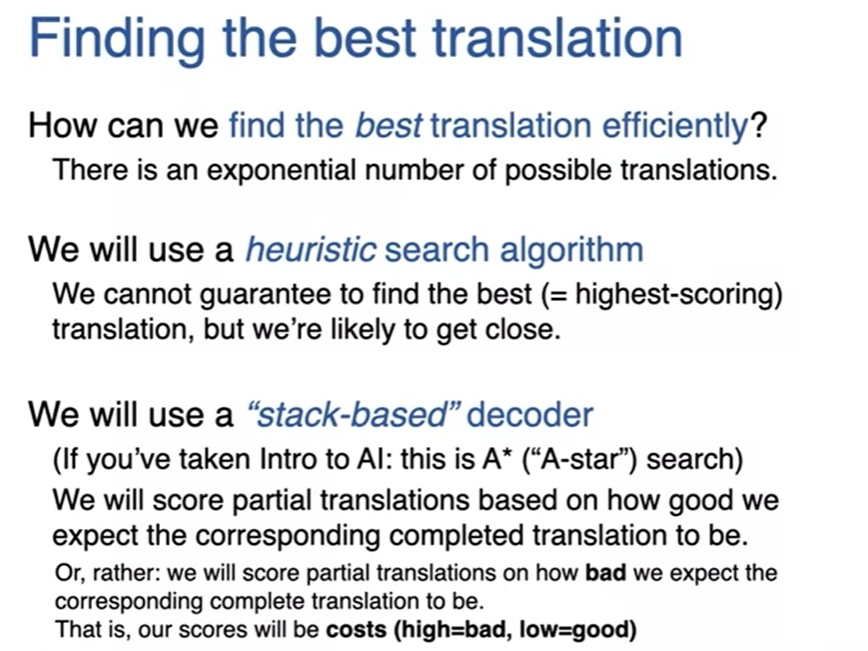 Finding the best translation
How can we find the best translation efficiently?
There is an exponential number of possible translations.
We will use a heuristic search algorithm
We cannot guarantee to find the best (= highest-scoring)
translation, but we’re likely to get close.
We will use a “stack-based” decoder
(If you’ve taken Intro to AI: this is A* (“A-star”) search)
We will score partial translations based on how good we
expect the corresponding completed translation to be.
Or, rather: we will score partial translations on how bad we expect the
corresponding complete translation to be.
That is, our scores will be costs (high=bad, low=good)